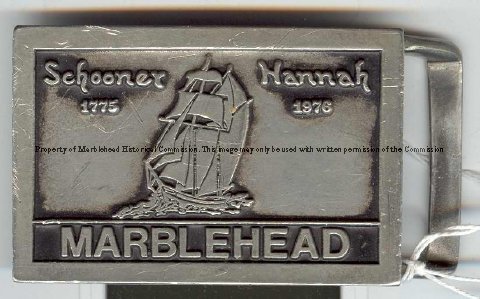 Schooner Hannah
1775 1976
Property of Marblehead Historical Commission. This image may only be used with written permission of the Commission
MARBLEHEAD